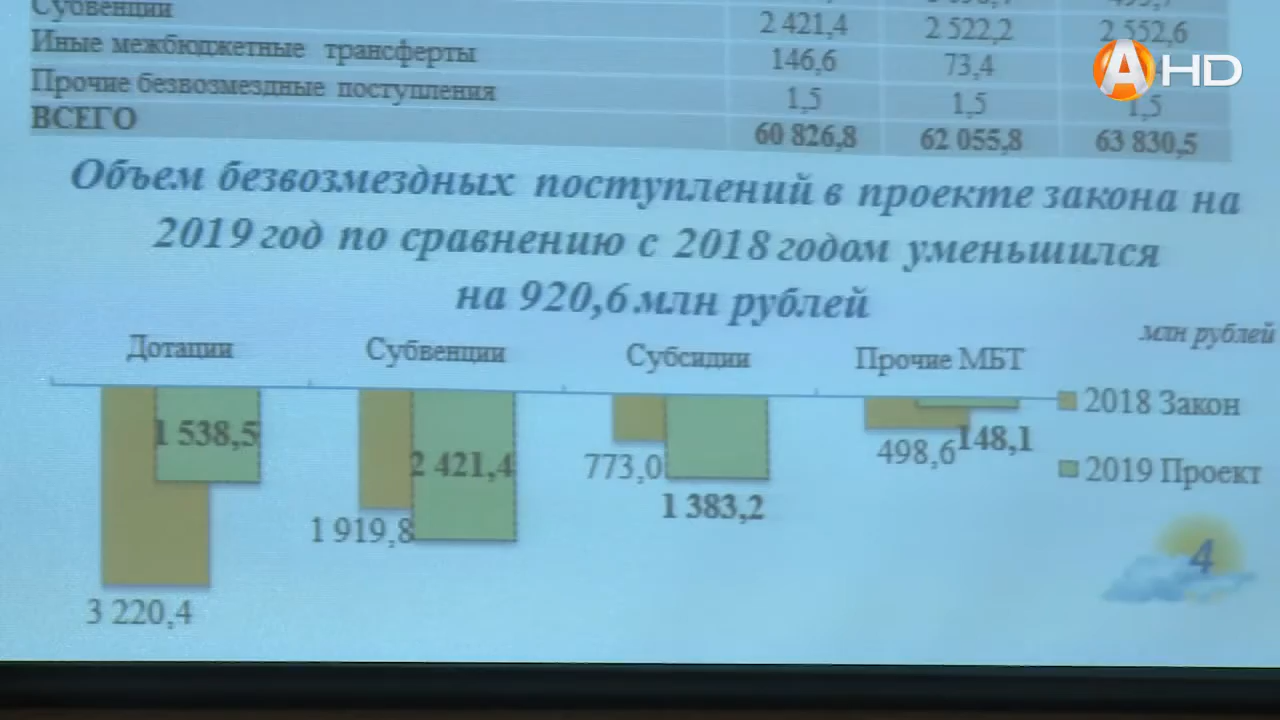 Субвенции 2 421,4 2 522,2 2 552,6
Иные межбюджетные трансферты 146,6 73,4
Прочие безвозмездные поступления 1,5 1,5 1,5
ВСЕГО 60 826,8 62 055,8 63 830,5
A HD
Объем безвозмездных поступлений в проекте закона на
2019 год по сравнению с 2018 годом уменьшился
на 920,6 млн рублей
млн рублей
Дотации Субвенции Субсидии Прочие МБТ
2018 Закон
2019 Проект
1 538,5
3 220,4
2 421,4
1 919,8
773,0
1 383,2
498,6
148,1
4